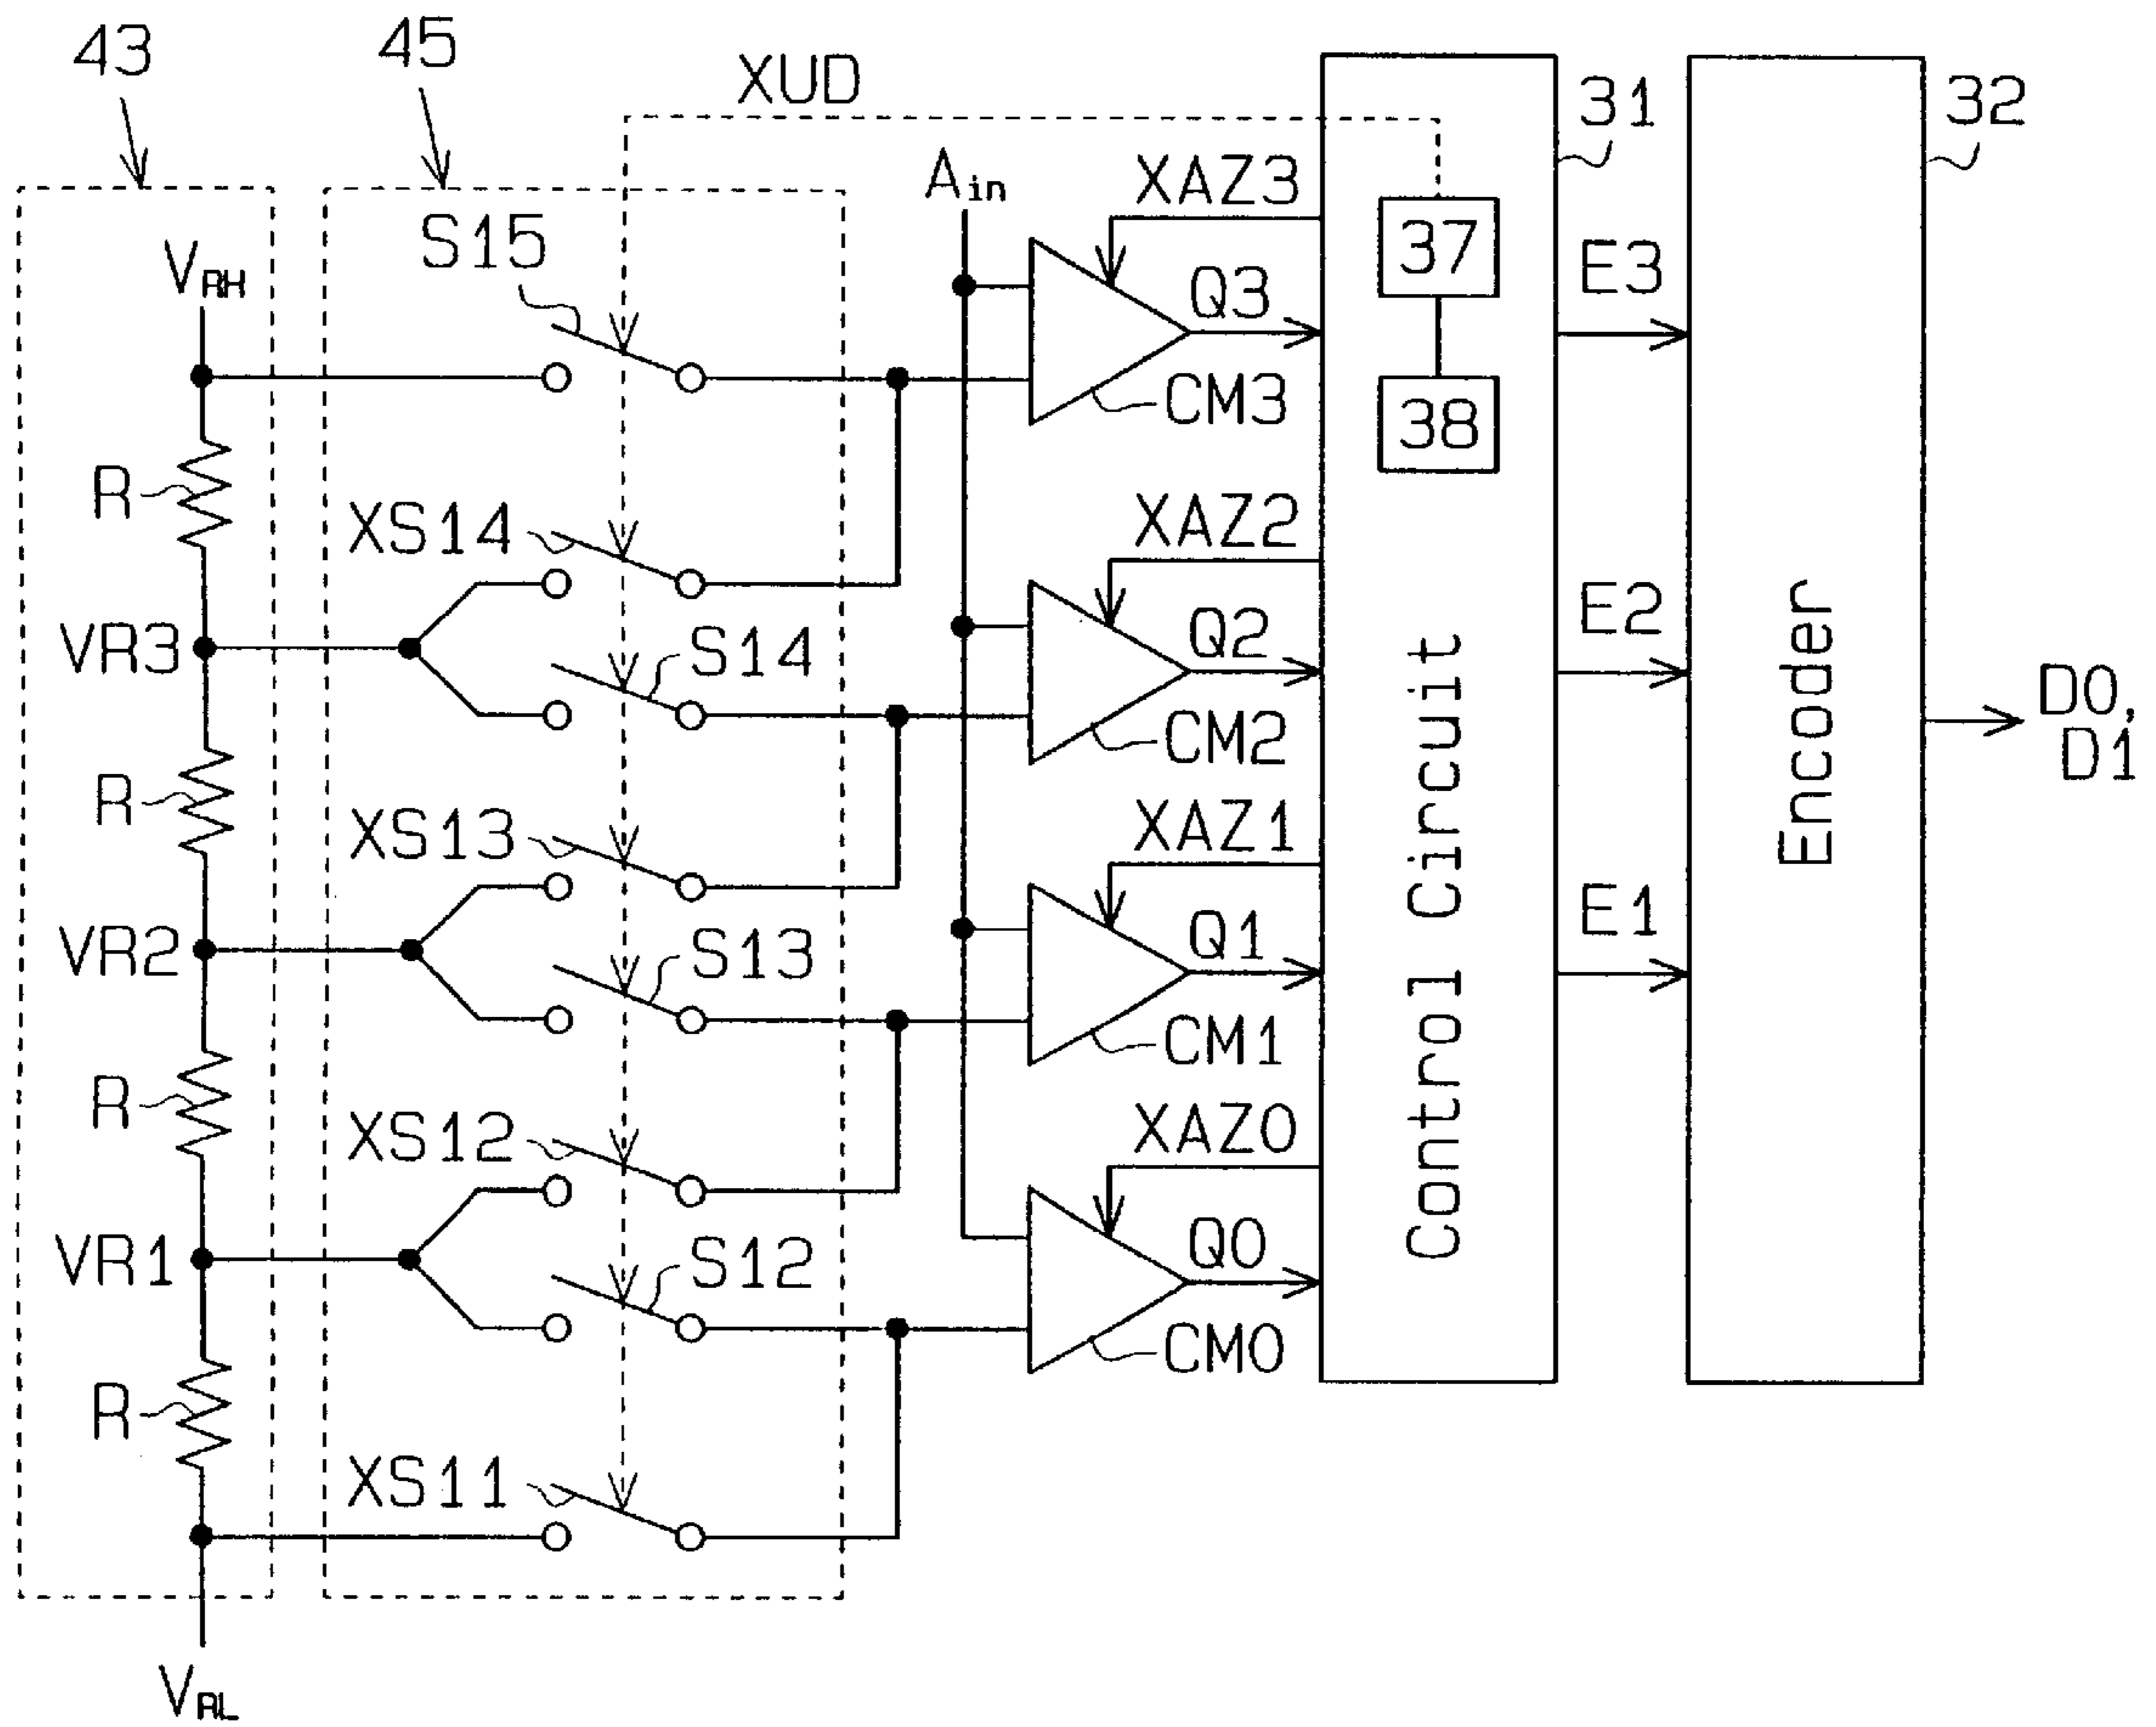 43
45
XUD
31
32
Ain
XAZ3
S15
VRH
37
Q3
E3
CM3
38
R
XS14
XAZ2
VR3
S14
Q2
E2
CM2
D0,
D1
R
XS13
XAZ1
VR2
S13
Q1
E1
CM1
Control Circuit
Encoder
R
XS12
XAZ0
VR1
S12
Q0
CM0
R
XS11
VRL